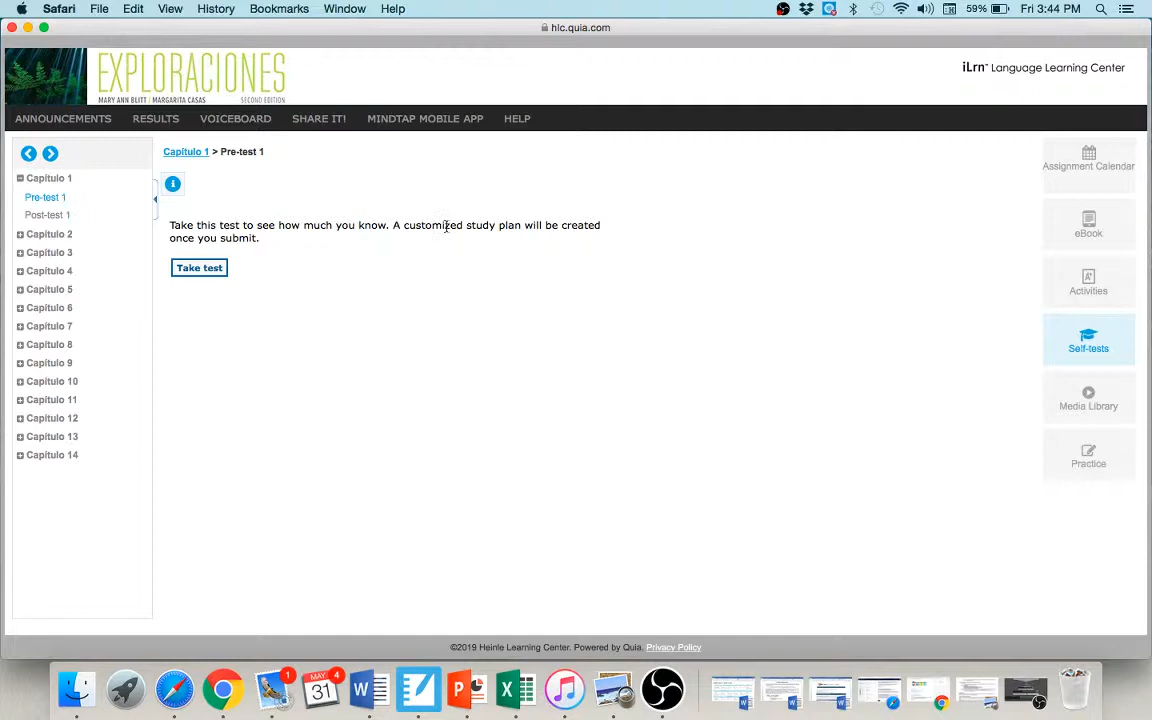 Safari File Edit View History Bookmarks Window Help 59% Fri 3:44 PM
hlc.quia.com
EXPLORACIONES
MARY ANN BLITT / MARGARITA CASAS SECOND EDITION
iLrn™ Language Learning Center
ANNOUNCEMENTS RESULTS VOICEBOARD SHARE IT! MINDTAP MOBILE APP HELP
Capítulo 1
Pre-test 1
Post-test 1
Capítulo 2
Capítulo 3
Capítulo 4
Capítulo 5
Capítulo 6
Capítulo 7
Capítulo 8
Capítulo 9
Capítulo 10
Capítulo 11
Capítulo 12
Capítulo 13
Capítulo 14
Capítulo 1 > Pre-test 1
Take this test to see how much you know. A customized study plan will be created
once you submit.
Take test
Assignment Calendar
eBook
Activities
Self-tests
Media Library
Practice
©2019 Heinle Learning Center. Powered by Quia. Privacy Policy
1
MAY
31
4